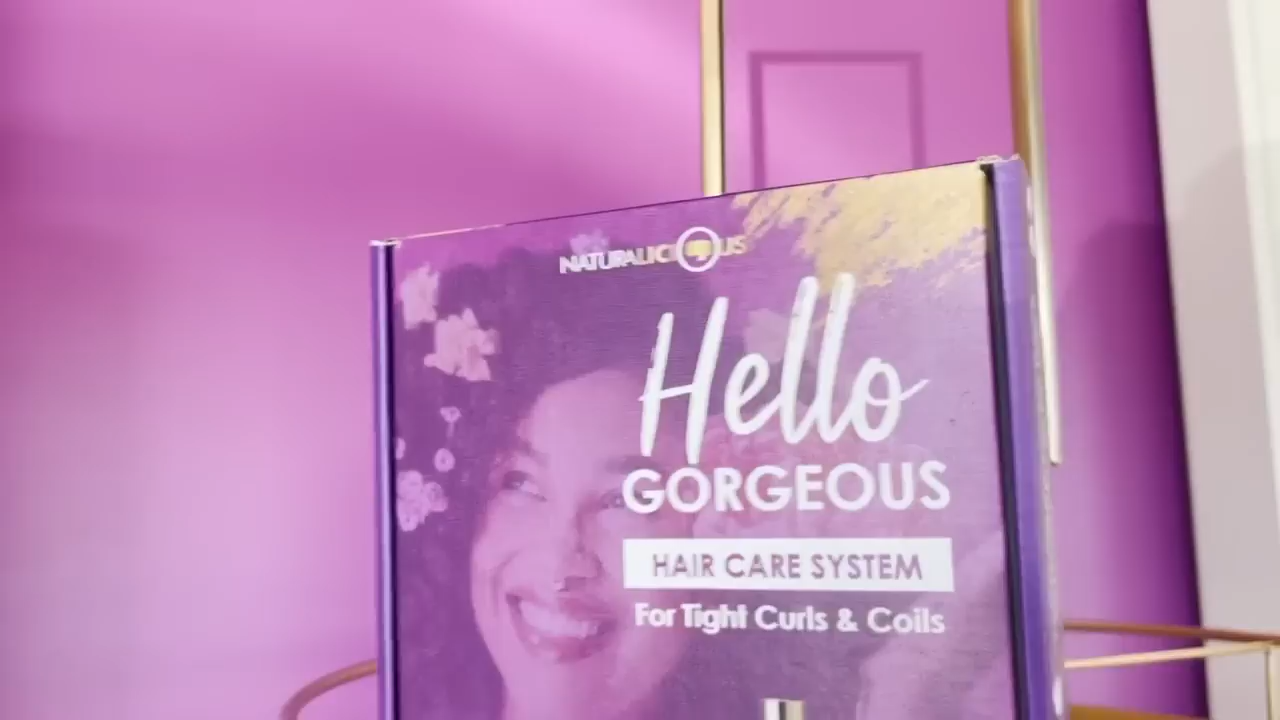 NATURALICIOUS
Hello
GORGEOUS
HAIR CARE SYSTEM
For Tight Curls & Coils